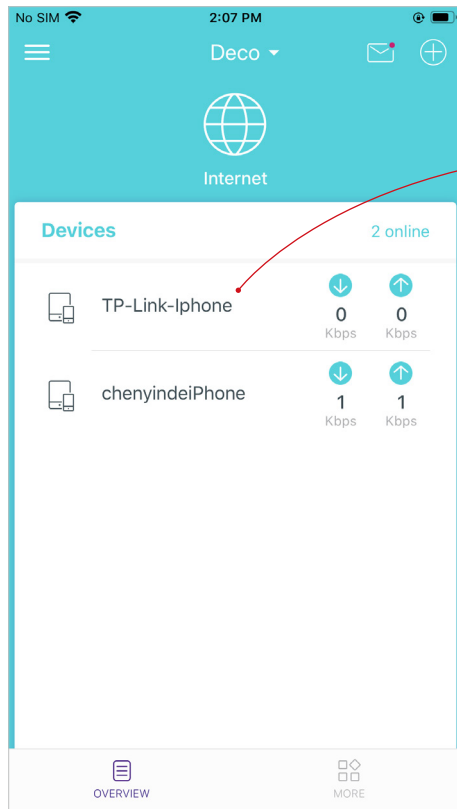 No SIM 2:07 PM
Deco
Internet
Devices 2 online
TP-Link-Iphone 0 0
Kbps Kbps
chenyindeiPhone 1 1
Kbps Kbps
OVERVIEW MORE